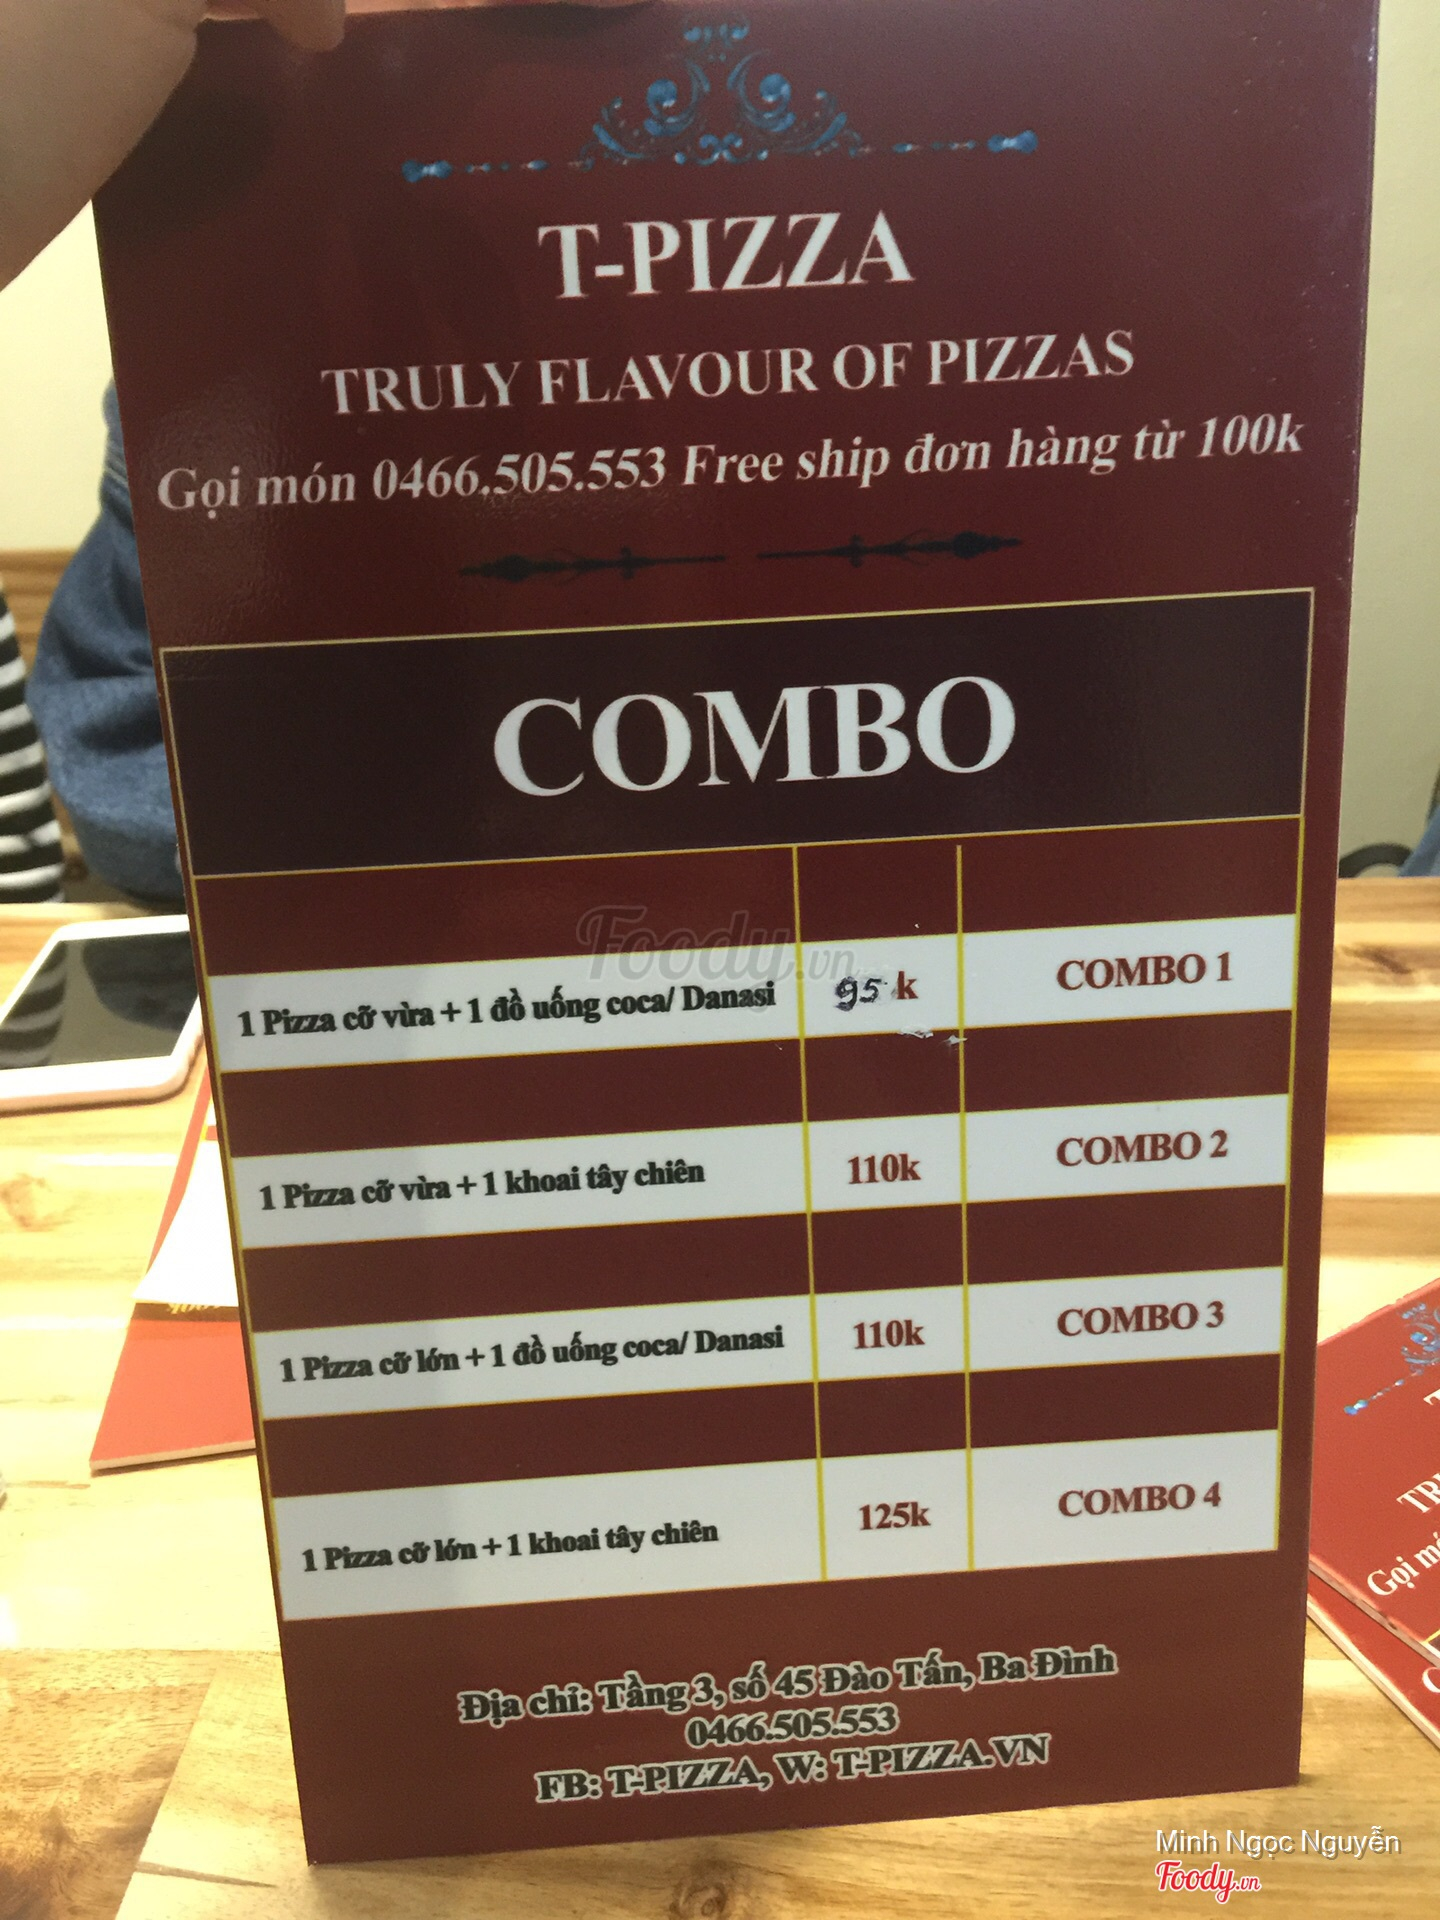 T-PIZZA
TRULY FLAVOUR OF PIZZAS
Gọi món 0466.505.553 Free ship đơn hàng từ 100k
COMBO
1 Pizza cỡ vừa + 1 đồ uống coca/ Danasi 95 k COMBO 1
1 Pizza cỡ vừa + 1 khoai tây chiên 110k COMBO 2
1 Pizza cỡ lớn + 1 đồ uống coca/ Danasi 110k COMBO 3
1 Pizza cỡ lớn + 1 khoai tây chiên 125k COMBO 4
Địa chỉ: Tầng 3, số 45 Đào Tấn, Ba Đình
0466.505.553
FB: T-PIZZA, W: T-PIZZA.VN
Foody.vn
Gọi
Minh Ngọc Nguyễn
Foody.vn